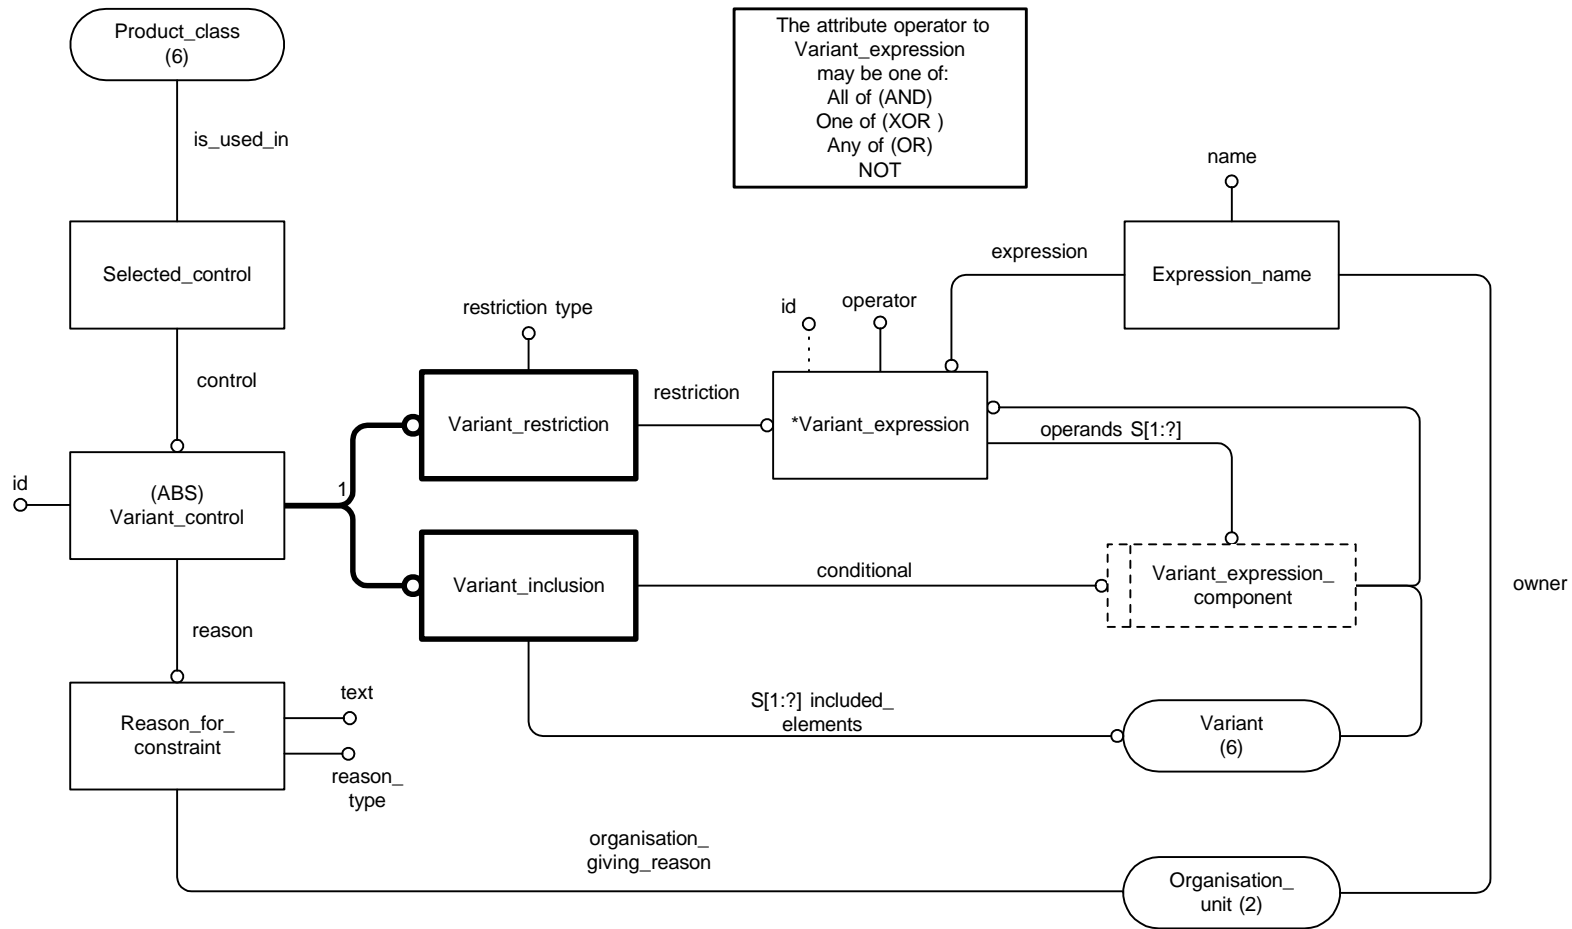 Product_class
(6)
The attribute operator to
Variant_expression
may be one of:
All of (AND)
One of (XOR )
Any of (OR)
NOT
is_used_in
name
Selected_control
expression
Expression_name
restriction type
id
operator
control
Variant_restriction
restriction
*Variant_expression
operands S[1:?]
id
(ABS)
Variant_control
1
Variant_inclusion
conditional
Variant_expression_
component
owner
reason
text
Reason_for_
constraint
reason_
type
S[1:?] included_
elements
Variant
(6)
organisation_
giving_reason
Organisation_
unit (2)